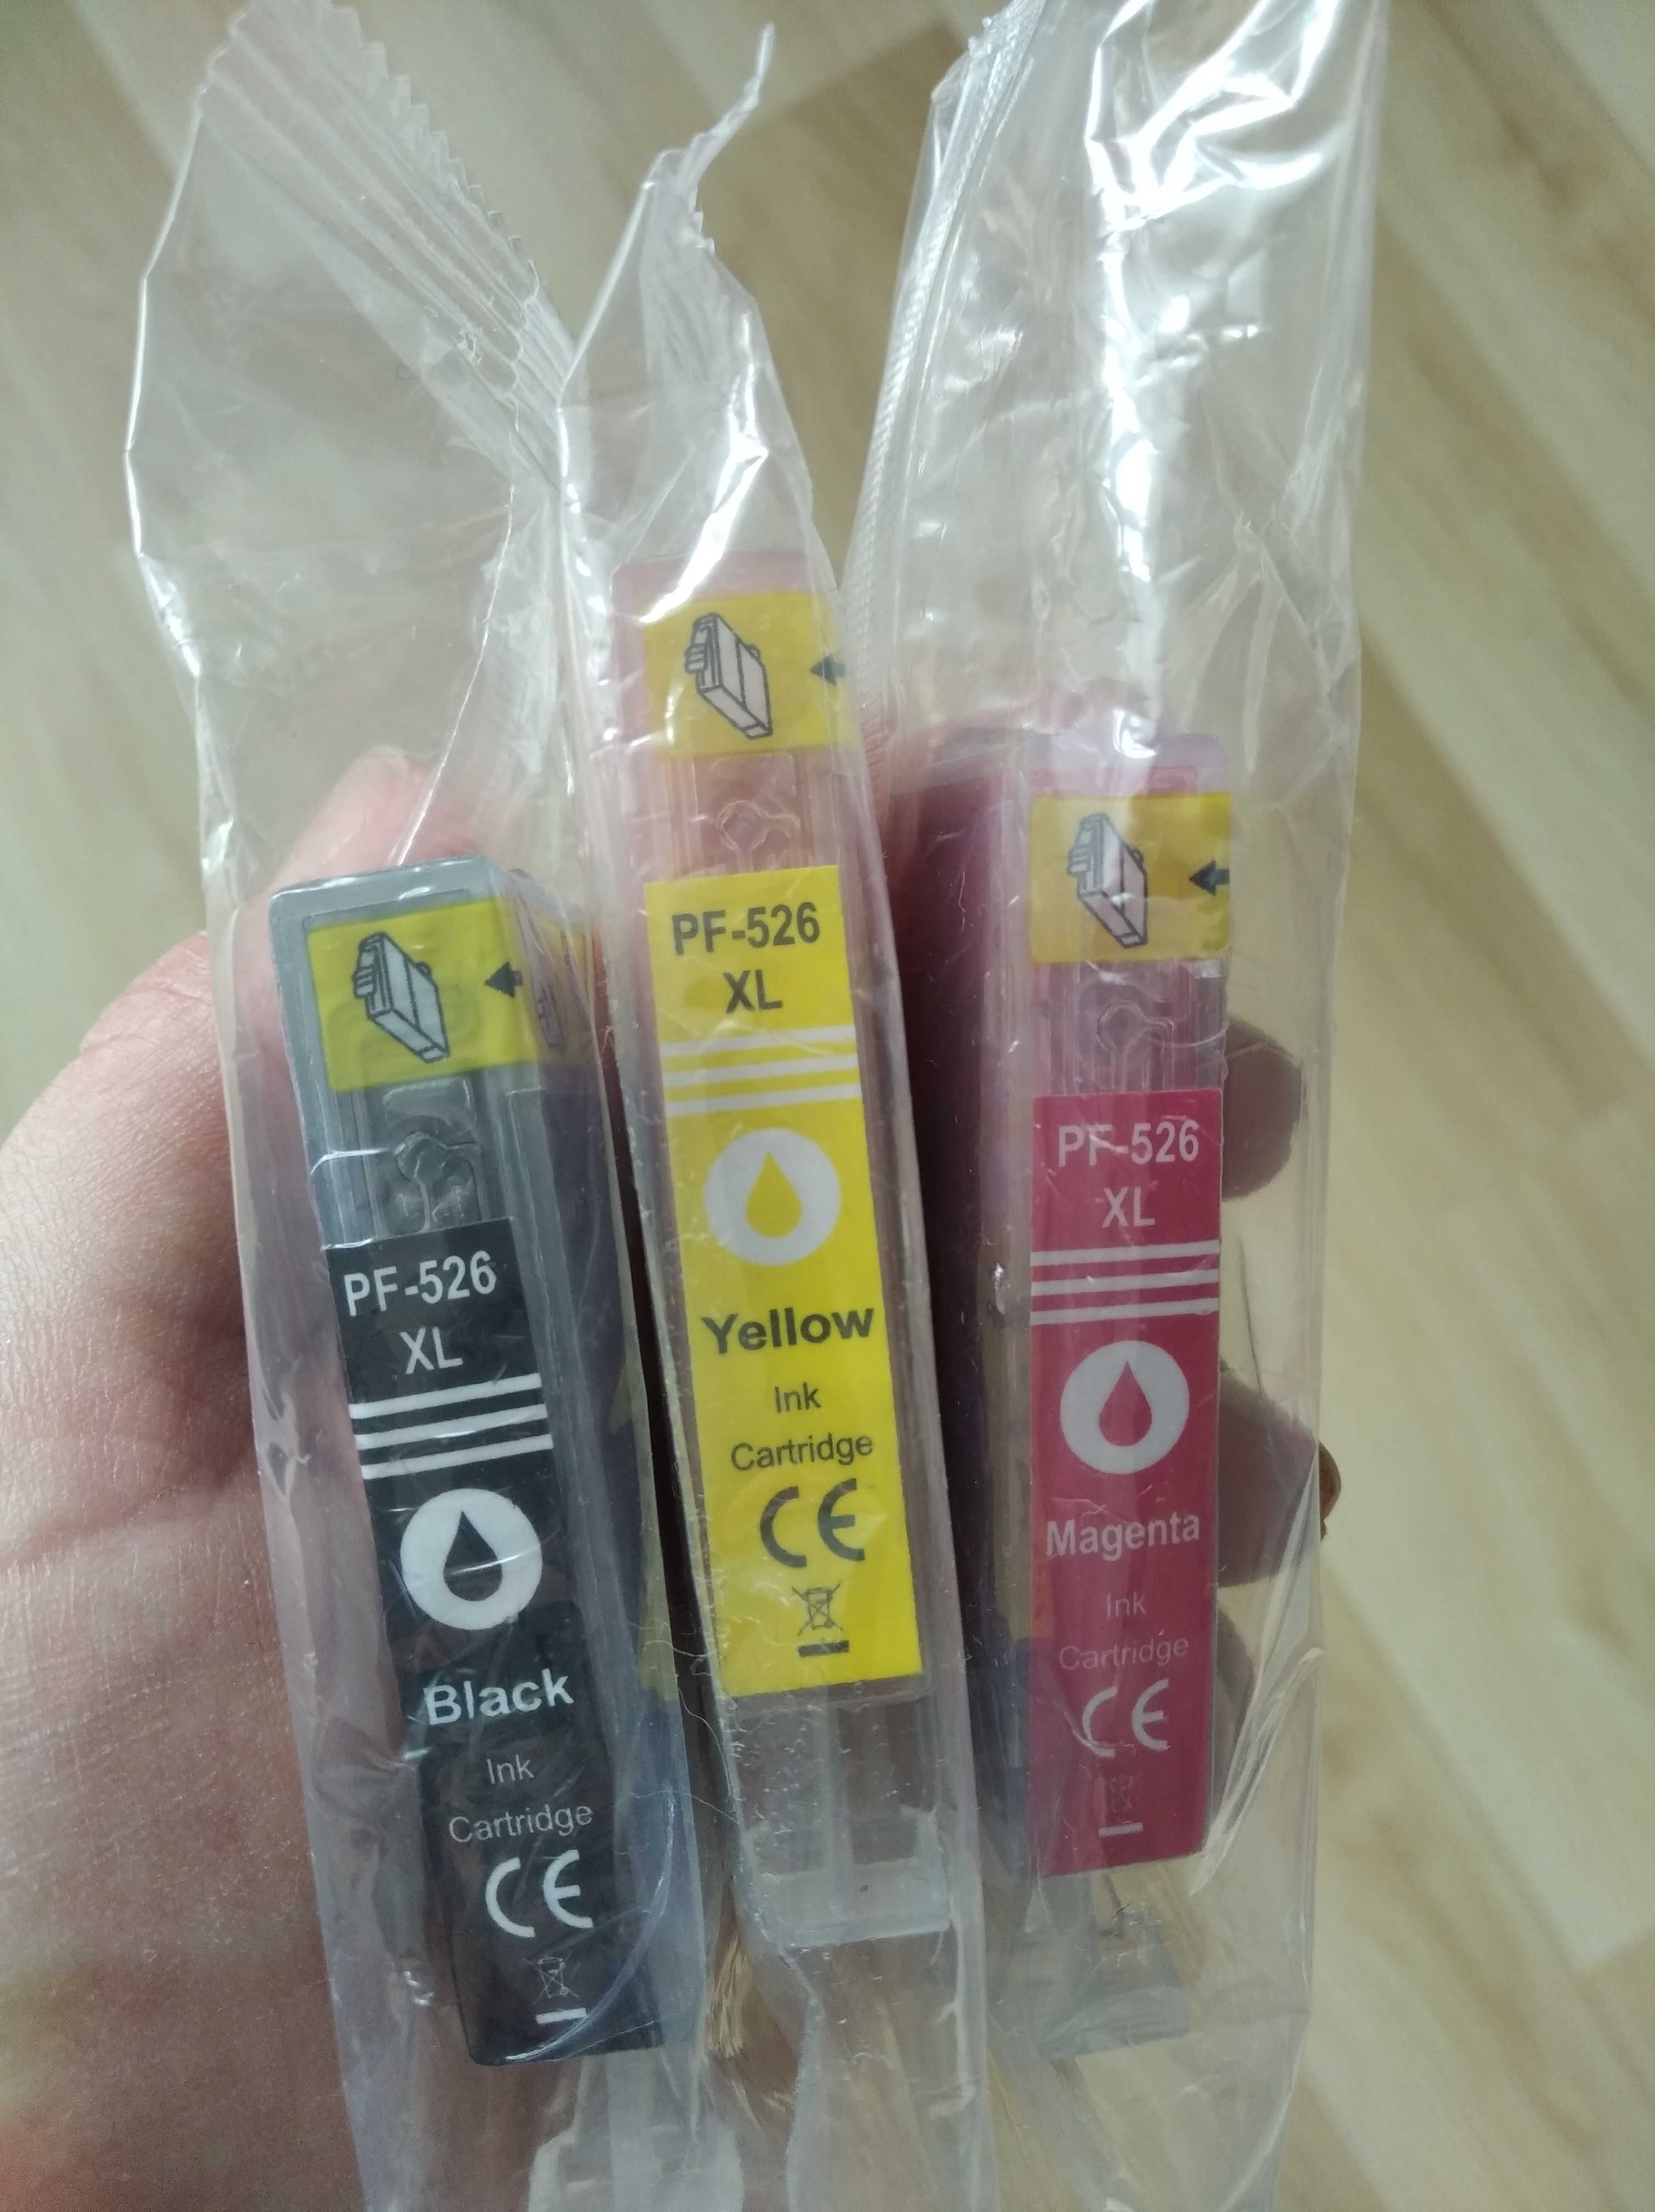 PF-526
XL
Black
Ink
Cartridge
CE
PF-526
XL
Yellow
Ink
Cartridge
CE
PF-526
XL
Magenta
Ink
Cartridge
CE